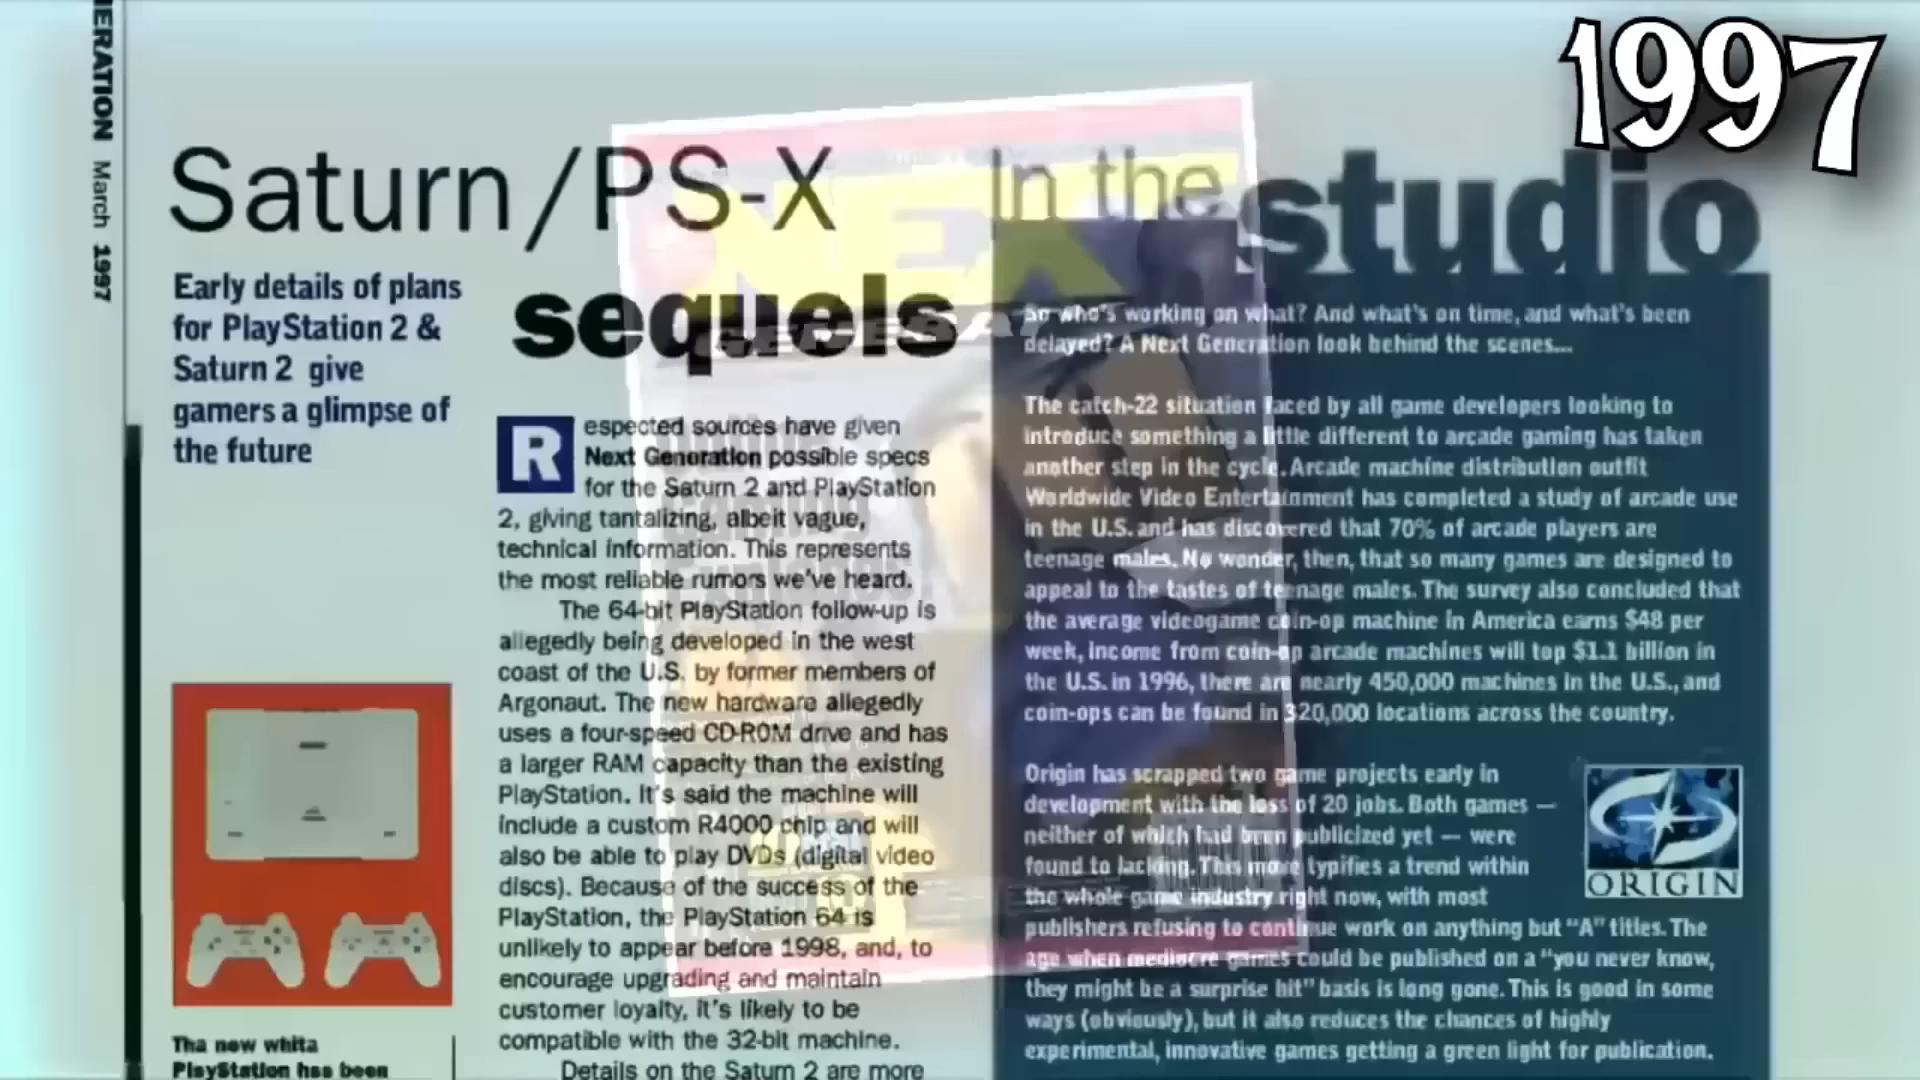 1997
ERATION March 1997
Saturn/PS-X
sequels
Early details of plans
for PlayStation 2 &
Saturn 2 give
gamers a glimpse of
the future
Respected sources have given
Next Generation possible specs
for the Saturn 2 and PlayStation
2, giving tantalizing, albeit vague,
technical information. This represents
the most reliable rumors we've heard.
The 64-bit PlayStation follow-up is
allegedly being developed in the west
coast of the U.S. by former members of
Argonaut. The new hardware allegedly
uses a four-speed CD-ROM drive and has
a larger RAM capacity than the existing
PlayStation. It's said the machine will
include a custom R4000 chip and will
also be able to play DVDs (digital video
discs). Because of the success of the
PlayStation, the PlayStation 64 is
unlikely to appear before 1998, and, to
encourage upgrading and maintain
customer loyalty, it's likely to be
compatible with the 32-bit machine.
Details on the Saturn 2 are more
The new white
PlayStation has been
In the
studio
So who's working on what? And what's on time, and what's been
delayed? A Next Generation look behind the scenes...
The catch-22 situation faced by all game developers looking to
introduce something a little different to arcade gaming has taken
another step in the cycle. Arcade machine distribution outfit
Worldwide Video Entertainment has completed a study of arcade use
in the U.S. and has discovered that 70% of arcade players are
teenage males. No wonder, then, that so many games are designed to
appeal to the tastes of teenage males. The survey also concluded that
the average videogame coin-op machine in America earns $48 per
week, income from coin-op arcade machines will top $1.1 billion in
the U.S. in 1996, there are nearly 450,000 machines in the U.S., and
coin-ops can be found in 320,000 locations across the country.
Origin has scrapped two game projects early in
development with the loss of 20 jobs. Both games —
neither of which had been publicized yet — were
found to lacking. This move typifies a trend within
the whole game industry right now, with most
publishers refusing to continue work on anything but "A" titles. The
age when mediocre games could be published on a "you never know,
they might be a surprise hit" basis is long gone. This is good in some
ways (obviously), but it also reduces the chances of highly
experimental, innovative games getting a green light for publication.
ORIGIN